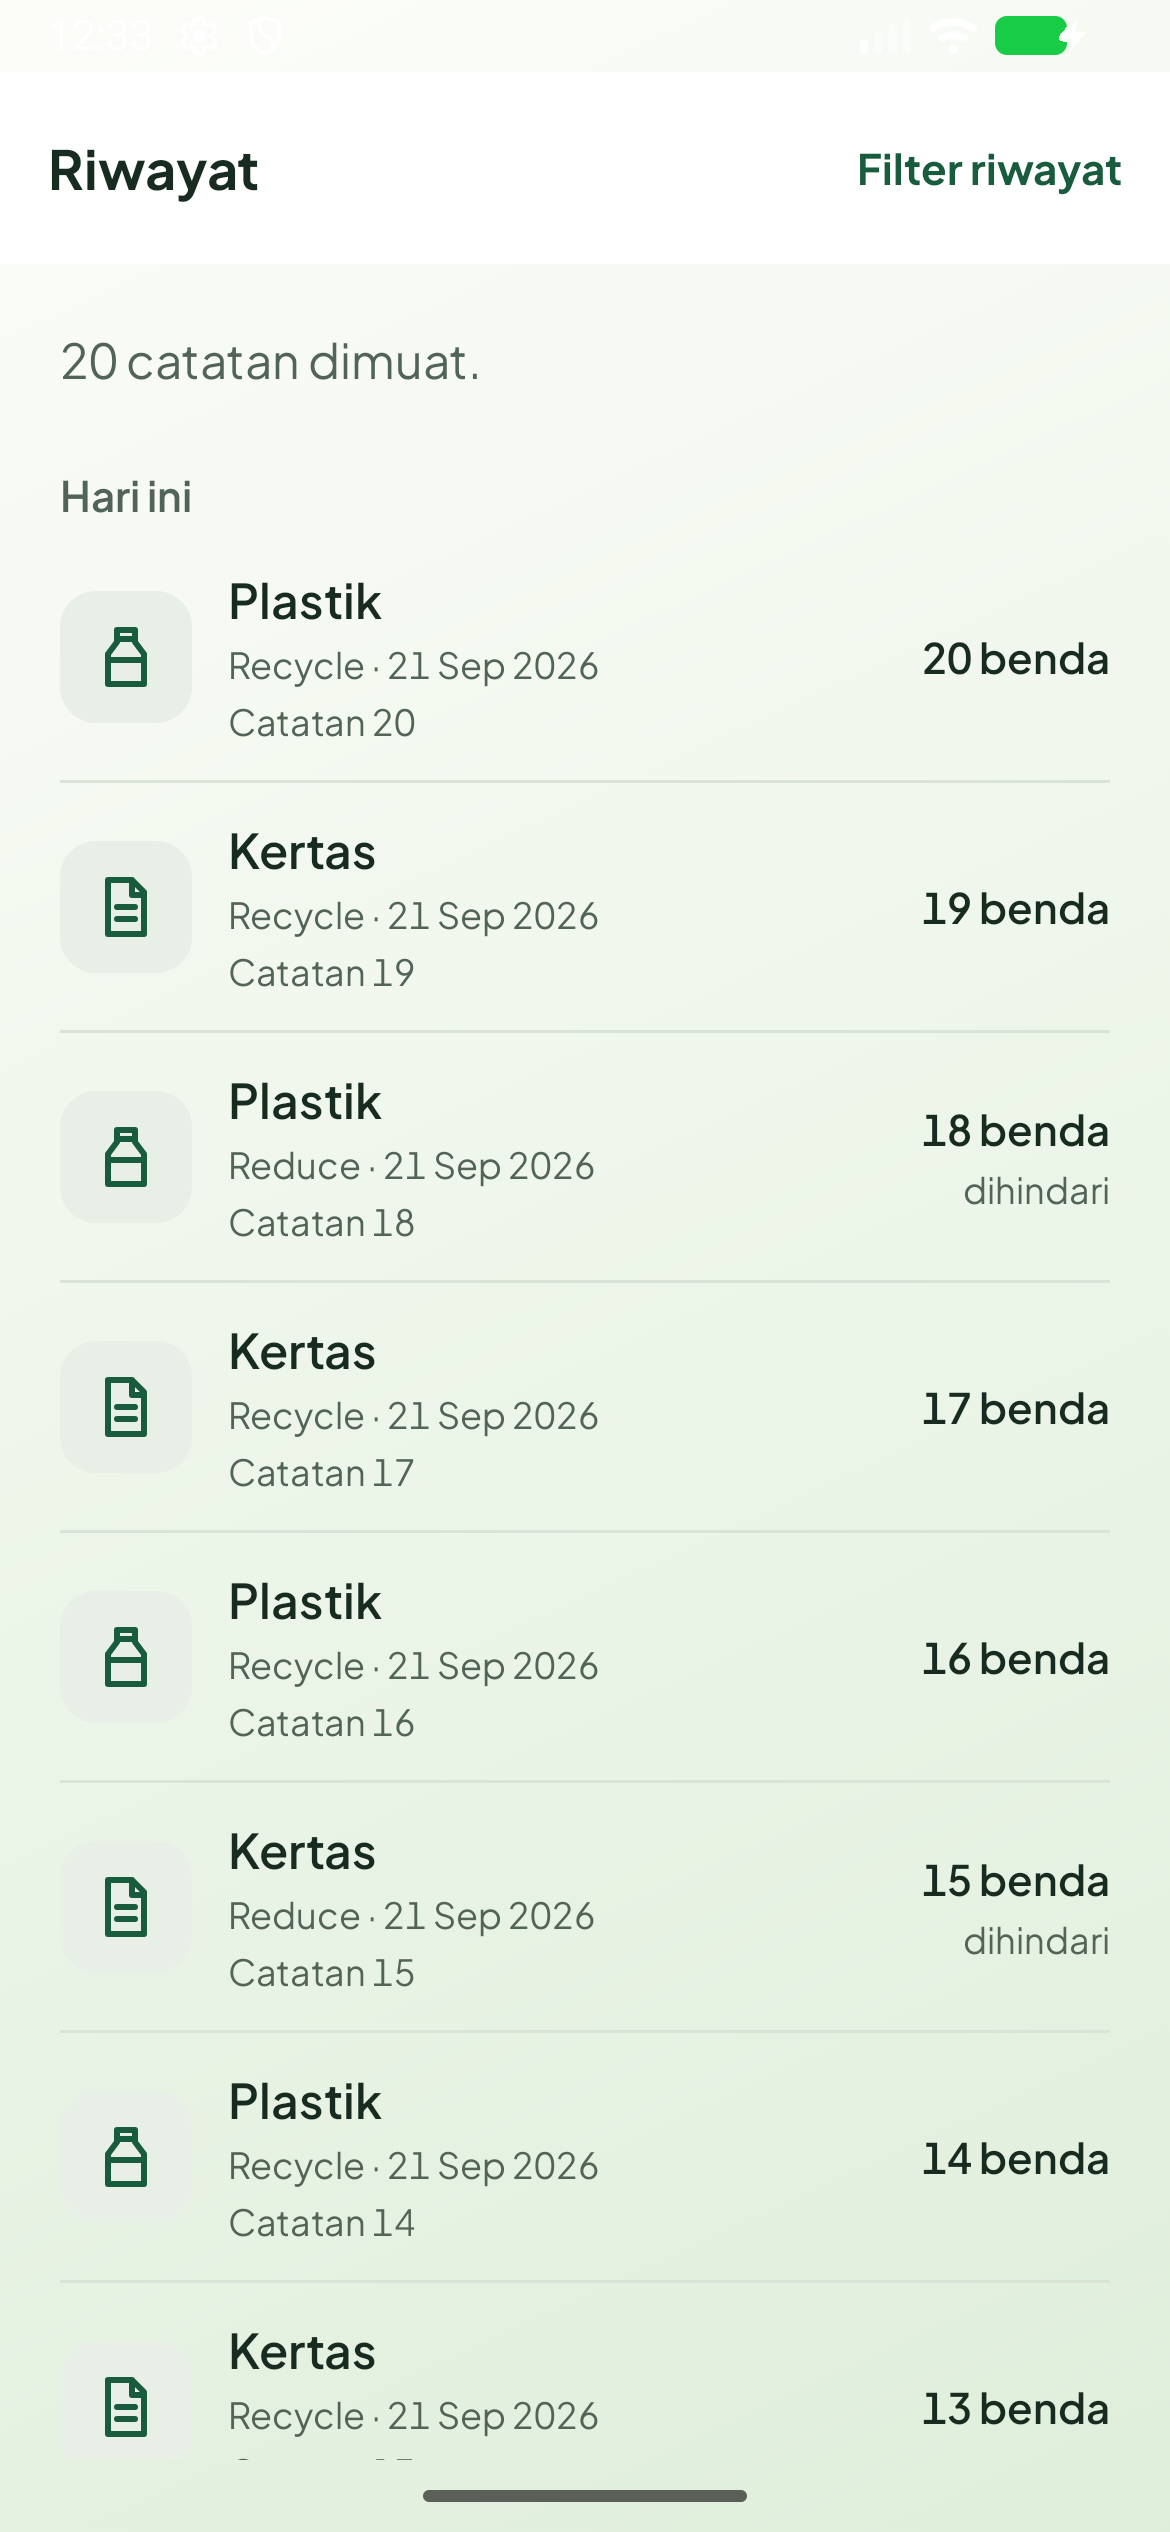 12:33
Riwayat
Filter riwayat
20 catatan dimuat.
Hari ini
Plastik
Recycle · 21 Sep 2026
Catatan 20
20 benda
Kertas
Recycle · 21 Sep 2026
Catatan 19
19 benda
Plastik
Reduce · 21 Sep 2026
Catatan 18
18 benda
dihindari
Kertas
Recycle · 21 Sep 2026
Catatan 17
17 benda
Plastik
Recycle · 21 Sep 2026
Catatan 16
16 benda
Kertas
Reduce · 21 Sep 2026
Catatan 15
15 benda
dihindari
Plastik
Recycle · 21 Sep 2026
Catatan 14
14 benda
Kertas
Recycle · 21 Sep 2026
13 benda